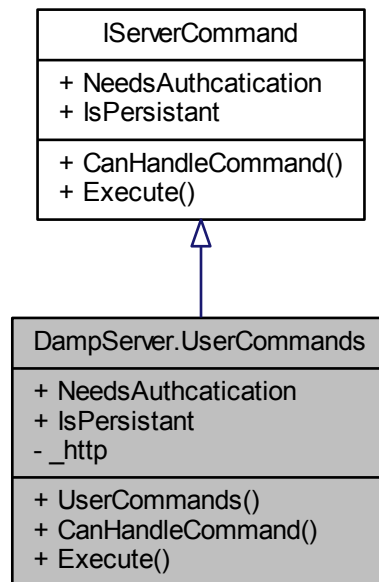 IServerCommand
+ NeedsAuthcatication
+ IsPersistant
+ CanHandleCommand()
+ Execute()
DampServer.UserCommands
+ NeedsAuthcatication
+ IsPersistant
- _http
+ UserCommands()
+ CanHandleCommand()
+ Execute()